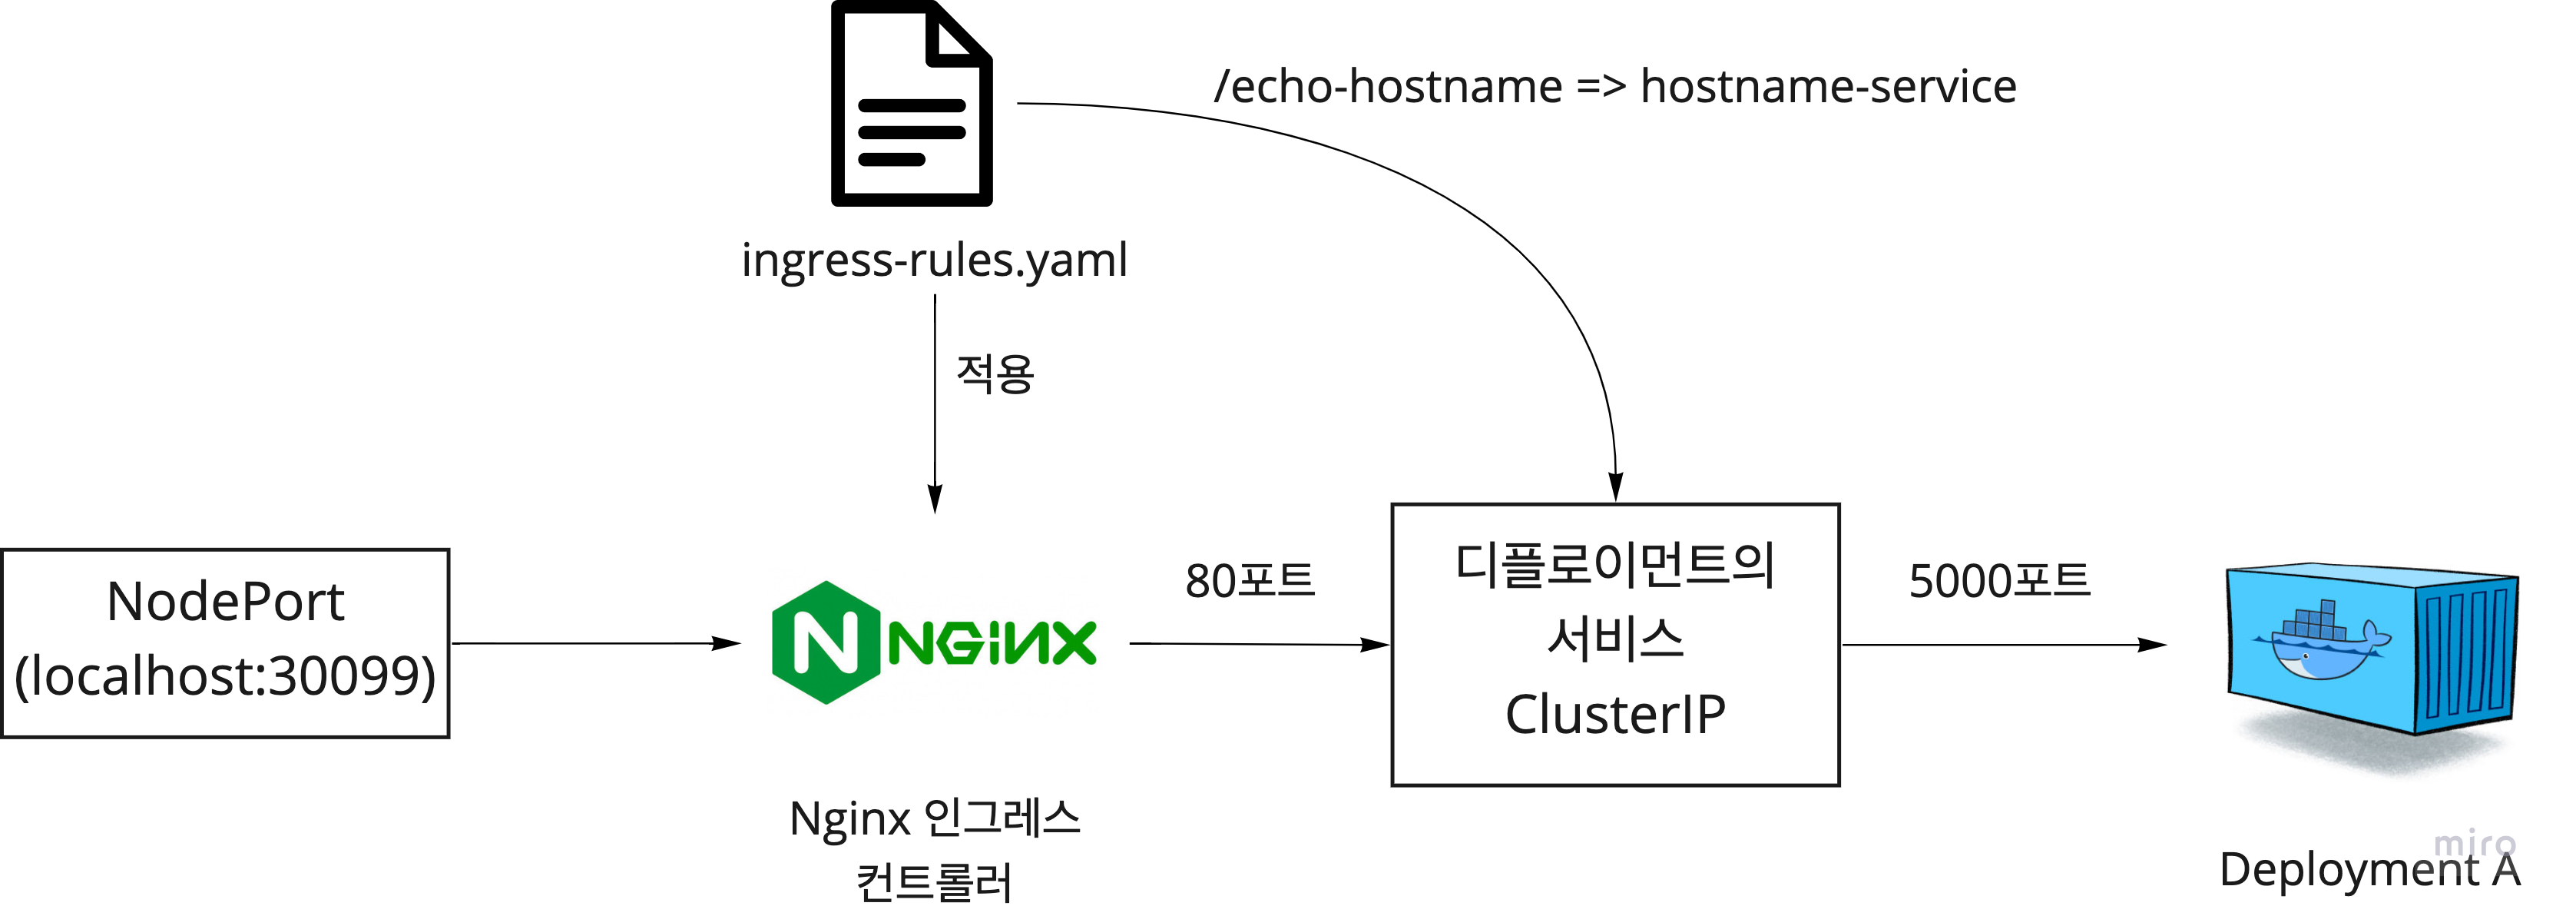 /echo-hostname => hostname-service
ingress-rules.yaml
적용
NodePort
(localhost:30099)
NGINX
80포트
디플로이먼트의
서비스
ClusterIP
5000포트
Nginx 인그레스
컨트롤러
miro
Deployment A